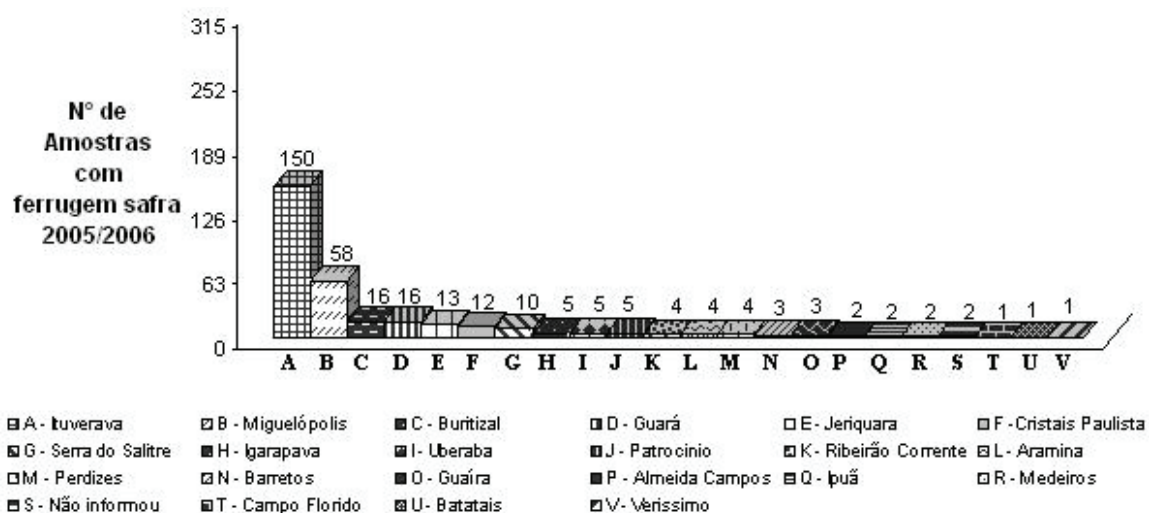 315
252
189
126
63
0
N° de
Amostras
com
ferrugem safra
2005/2006
150 58 16 16 13 12 10 5 5 5 4 4 4 3 3 2 2 2 2 1 1 1
A B C D E F G H I J K L M N O P Q R S T U V
A - Ituverava B - Miguelópolis C - Buritizal D - Guará E - Jeriquara F - Cristais Paulista
G - Serra do Salitre H - Igarapava I - Uberaba J - Patrocinio K - Ribeirão Corrente L - Aramina
M - Perdizes N - Barretos O - Guaíra P - Almeida Campos Q - Ipuã R - Medeiros
S - Não informou T - Campo Florido U - Batatais V - Verissimo